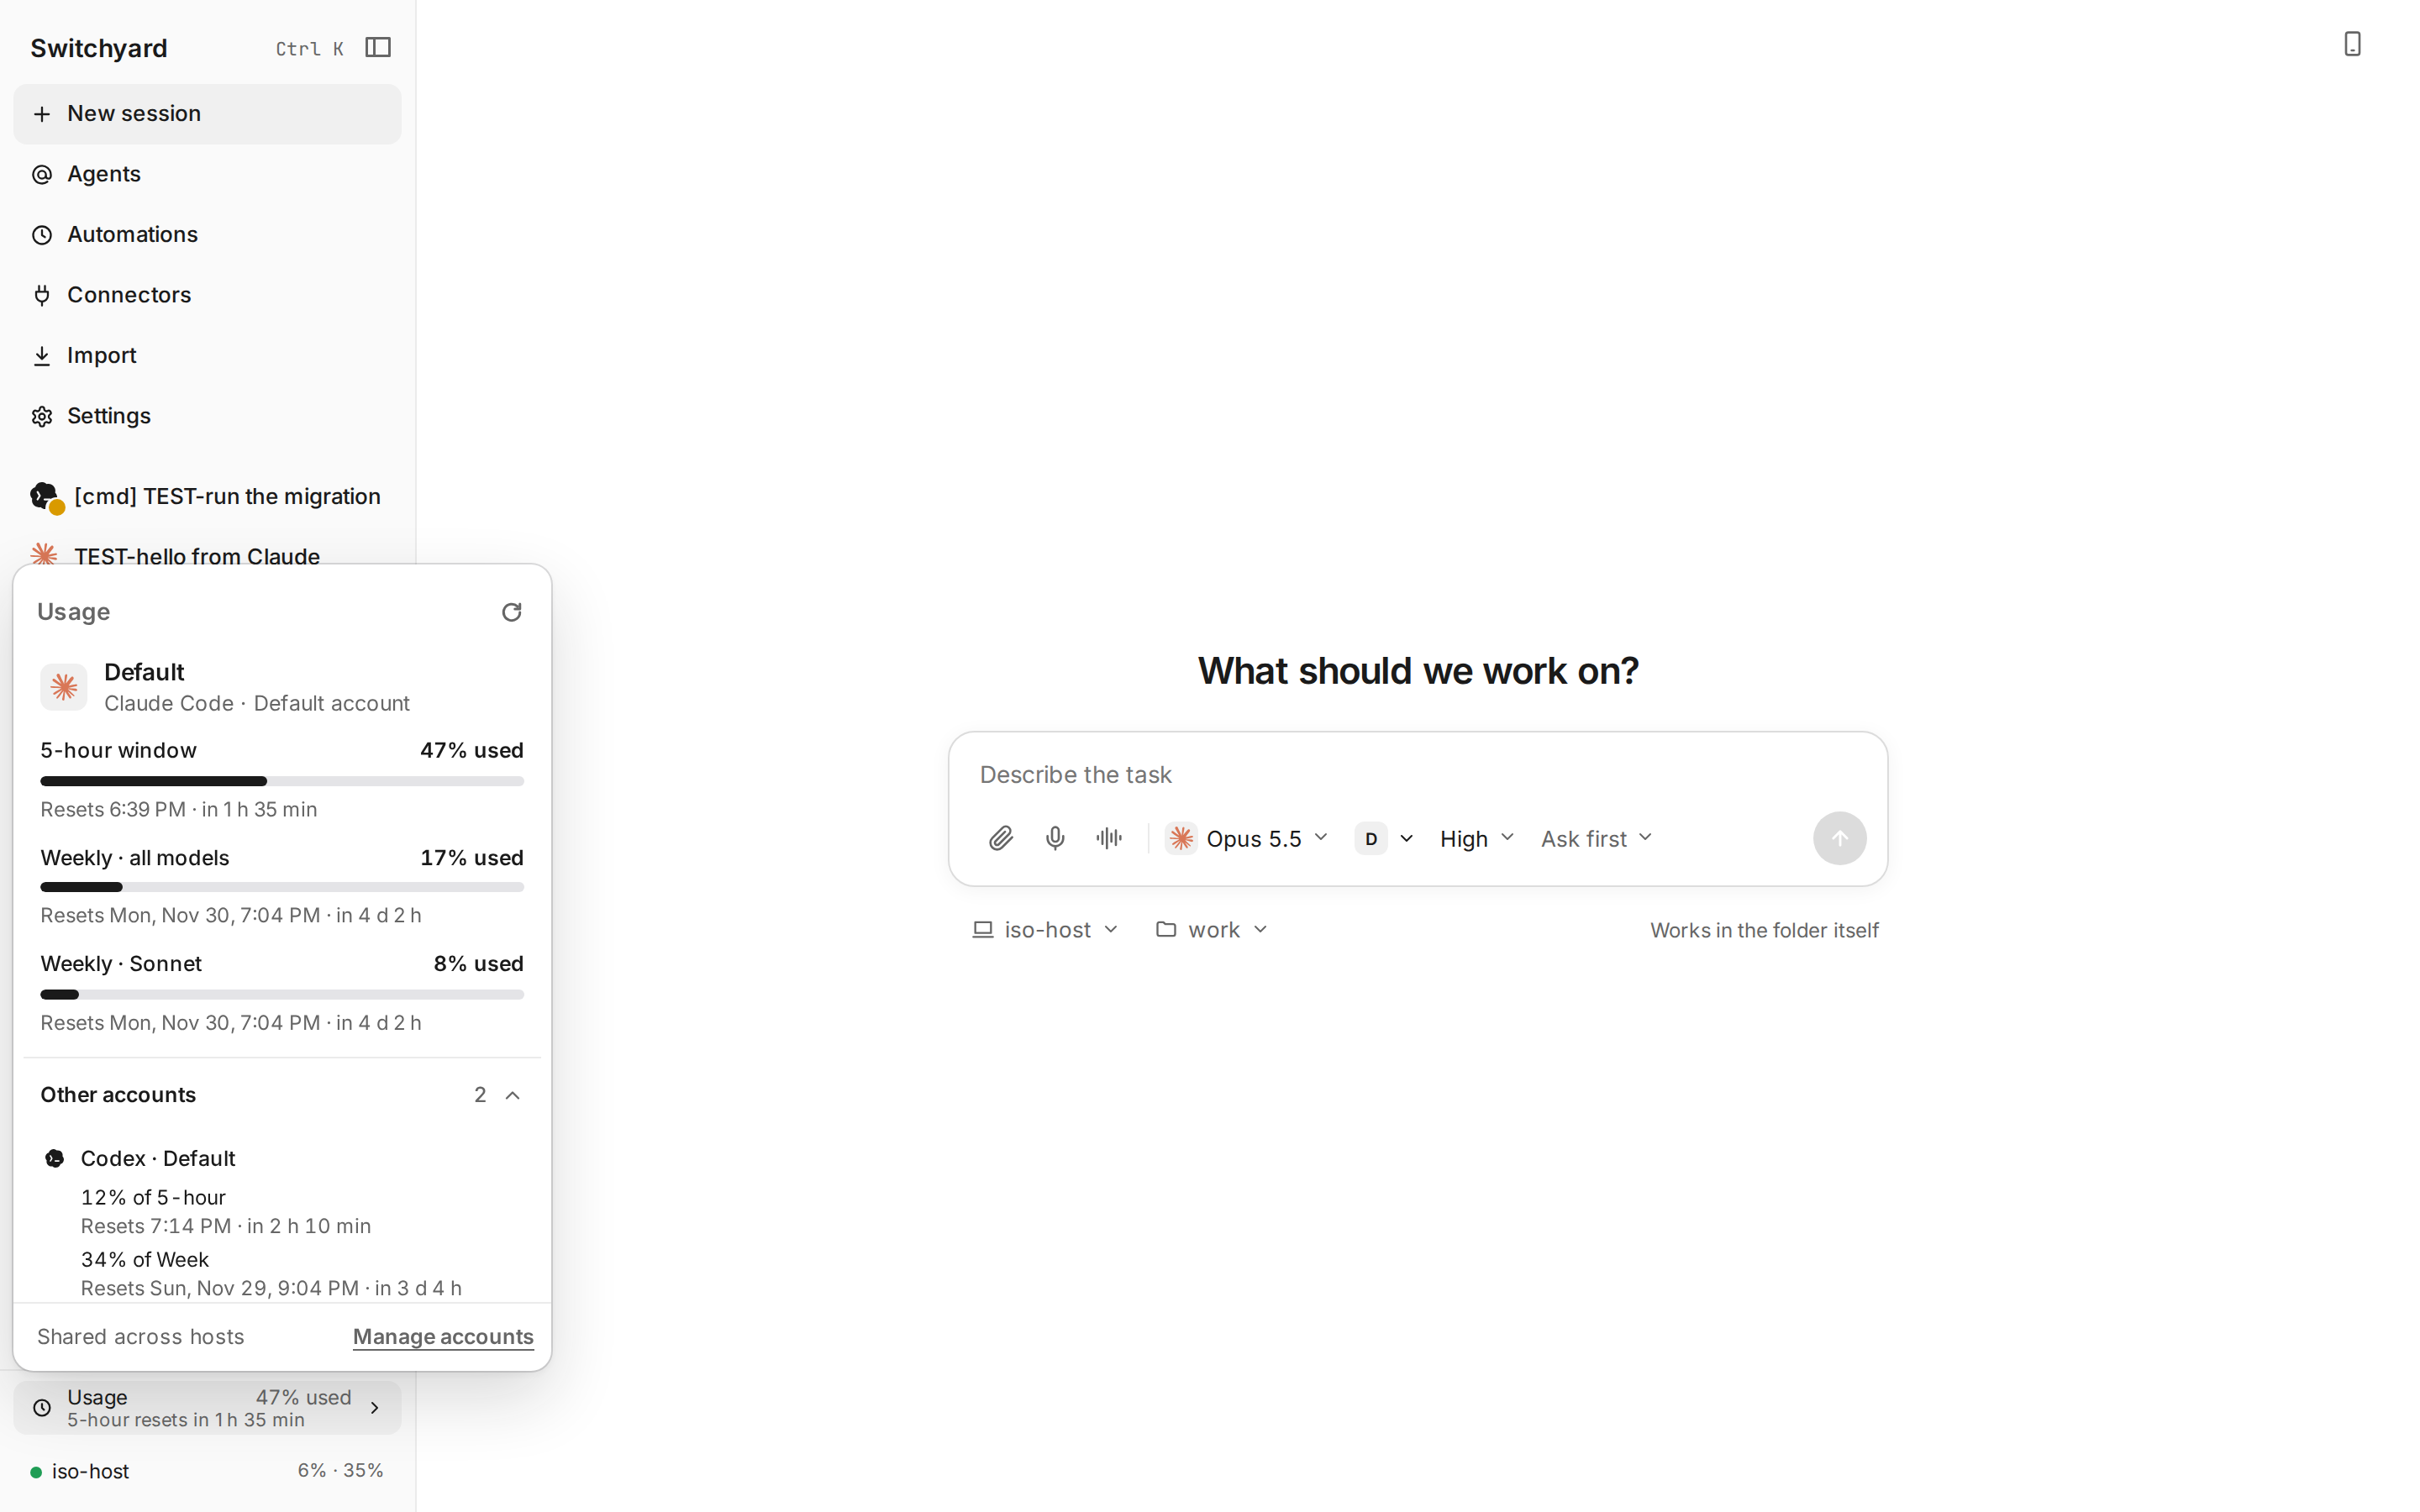 Switchyard Ctrl K
New session
Agents
Automations
Connectors
Import
Settings
[cmd] TEST-run the migration
TEST-hello from Claude
Usage
Default
Claude Code · Default account
5-hour window 47% used
Resets 6:39 PM · in 1 h 35 min
Weekly · all models 17% used
Resets Mon, Nov 30, 7:04 PM · in 4 d 2 h
Weekly · Sonnet 8% used
Resets Mon, Nov 30, 7:04 PM · in 4 d 2 h
Other accounts 2
Codex · Default
12% of 5-hour
Resets 7:14 PM · in 2 h 10 min
34% of Week
Resets Sun, Nov 29, 9:04 PM · in 3 d 4 h
Shared across hosts Manage accounts
Usage 47% used
5-hour resets in 1 h 35 min
iso-host 6% · 35%
What should we work on?
Describe the task
Opus 5.5 D High Ask first
iso-host work Works in the folder itself